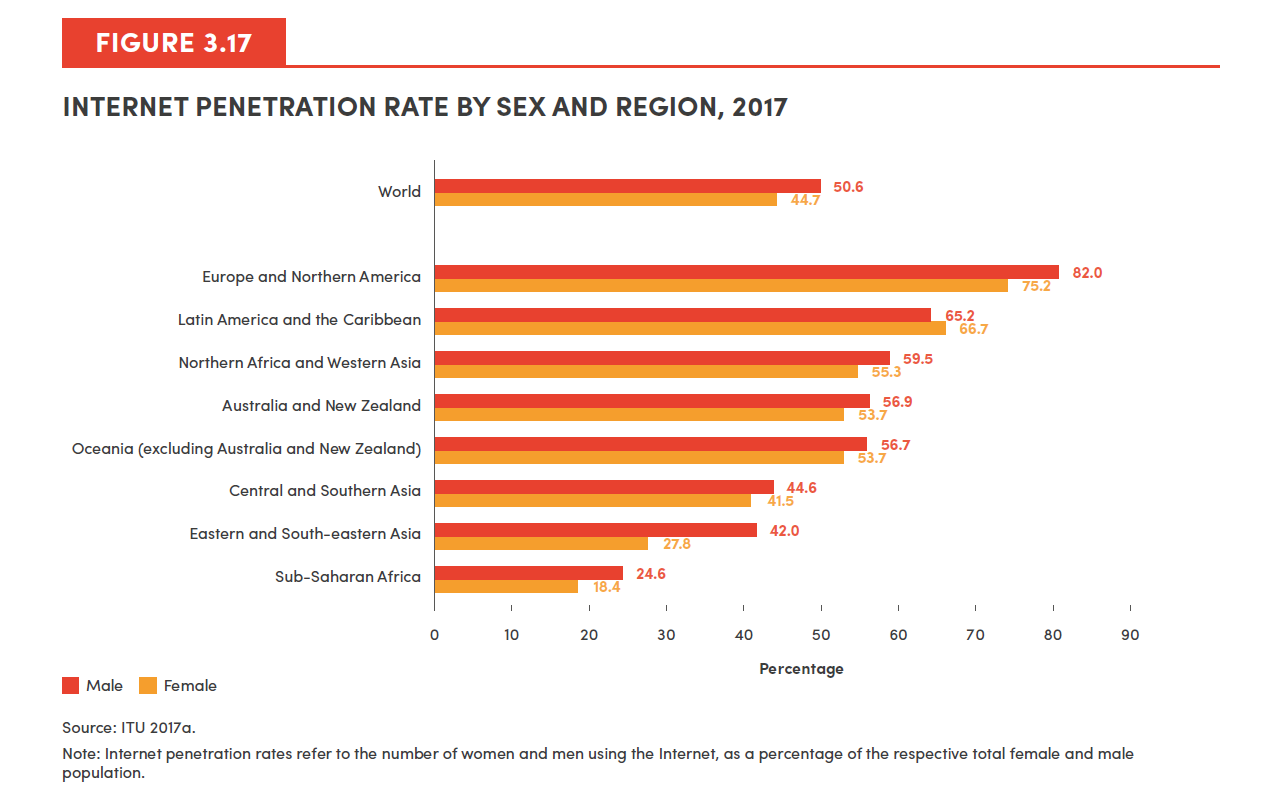 FIGURE 3.17
INTERNET PENETRATION RATE BY SEX AND REGION, 2017
World
50.6
44.7
Europe and Northern America
82.0
75.2
Latin America and the Caribbean
65.2
66.7
Northern Africa and Western Asia
59.5
55.3
Australia and New Zealand
56.9
53.7
Oceania (excluding Australia and New Zealand)
56.7
53.7
Central and Southern Asia
44.6
41.5
Eastern and South-eastern Asia
42.0
27.8
Sub-Saharan Africa
24.6
18.4
0 10 20 30 40 50 60 70 80 90
Percentage
Male Female
Source: ITU 2017a.
Note: Internet penetration rates refer to the number of women and men using the Internet, as a percentage of the respective total female and male
population.